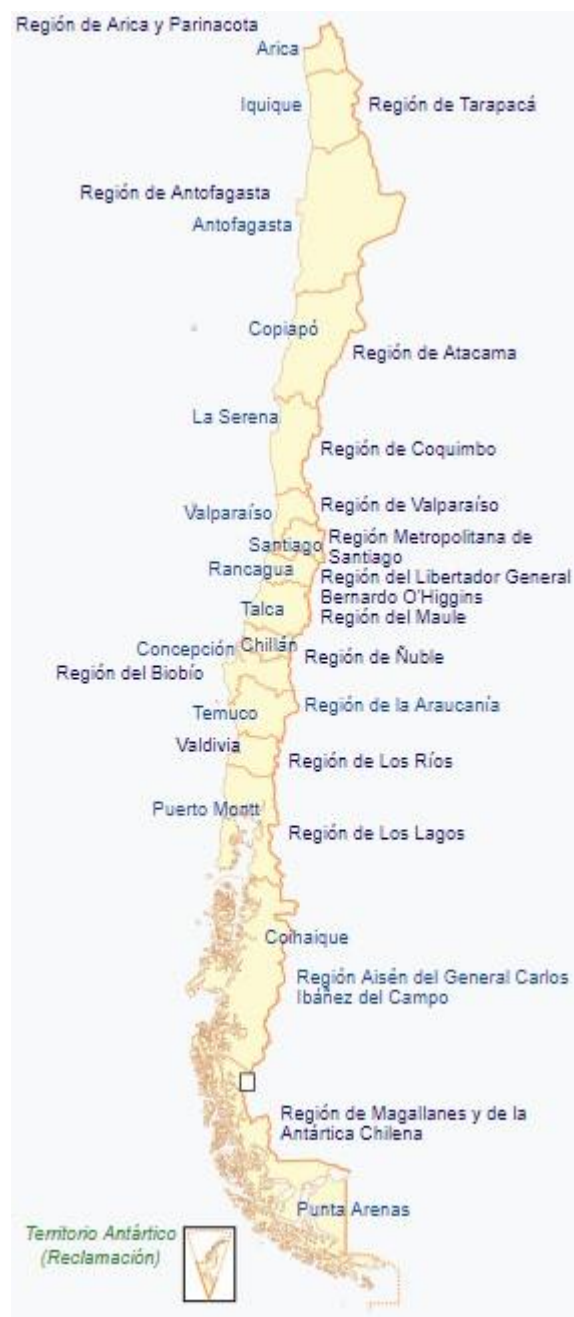 Región de Arica y Parinacota
Arica
Iquique
Región de Tarapacá
Región de Antofagasta
Antofagasta
Copiapó
Región de Atacama
La Serena
Región de Coquimbo
Región de Valparaíso
Valparaíso
Región Metropolitana de
Santiago
Santiago
Rancagua
Región del Libertador General
Bernardo O'Higgins
Talca
Región del Maule
Concepción
Chillán
Región de Ñuble
Región del Biobío
Temuco
Región de la Araucanía
Valdivia
Región de Los Ríos
Puerto Montt
Región de Los Lagos
Coihaique
Región Aisén del General Carlos
Ibáñez del Campo
Región de Magallanes y de la
Antártica Chilena
Punta Arenas
Territorio Antártico
(Reclamación)